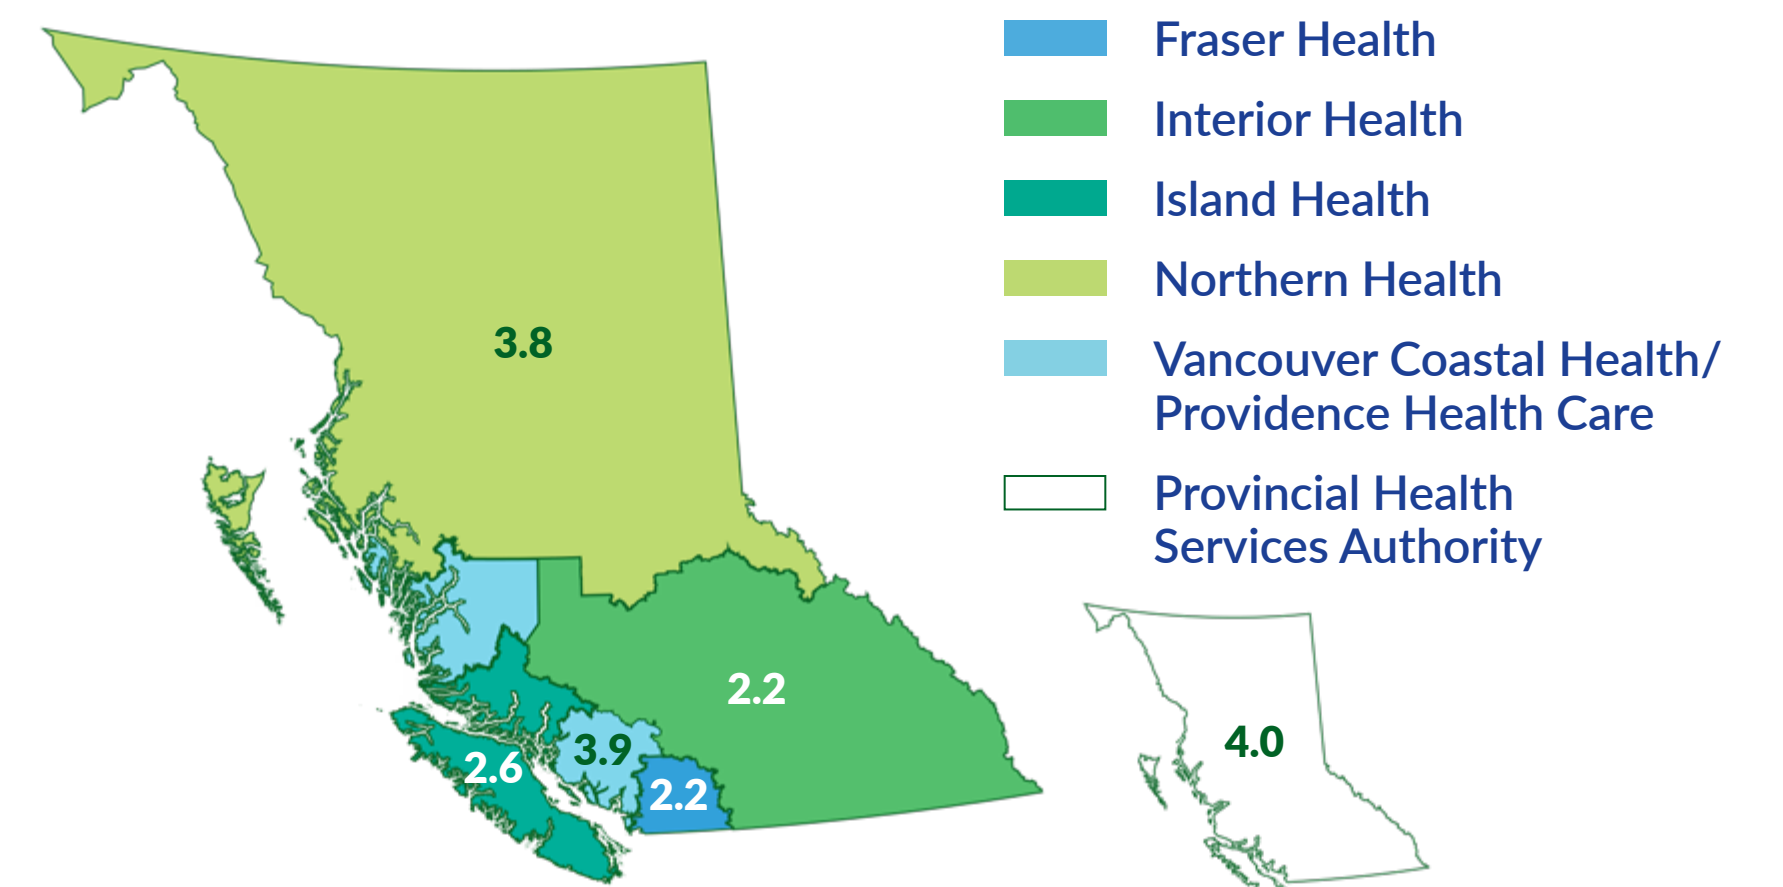 Fraser Health
Interior Health
Island Health
Northern Health
Vancouver Coastal Health/
Providence Health Care
Provincial Health
Services Authority
3.8
2.2
3.9
2.6
2.2
4.0